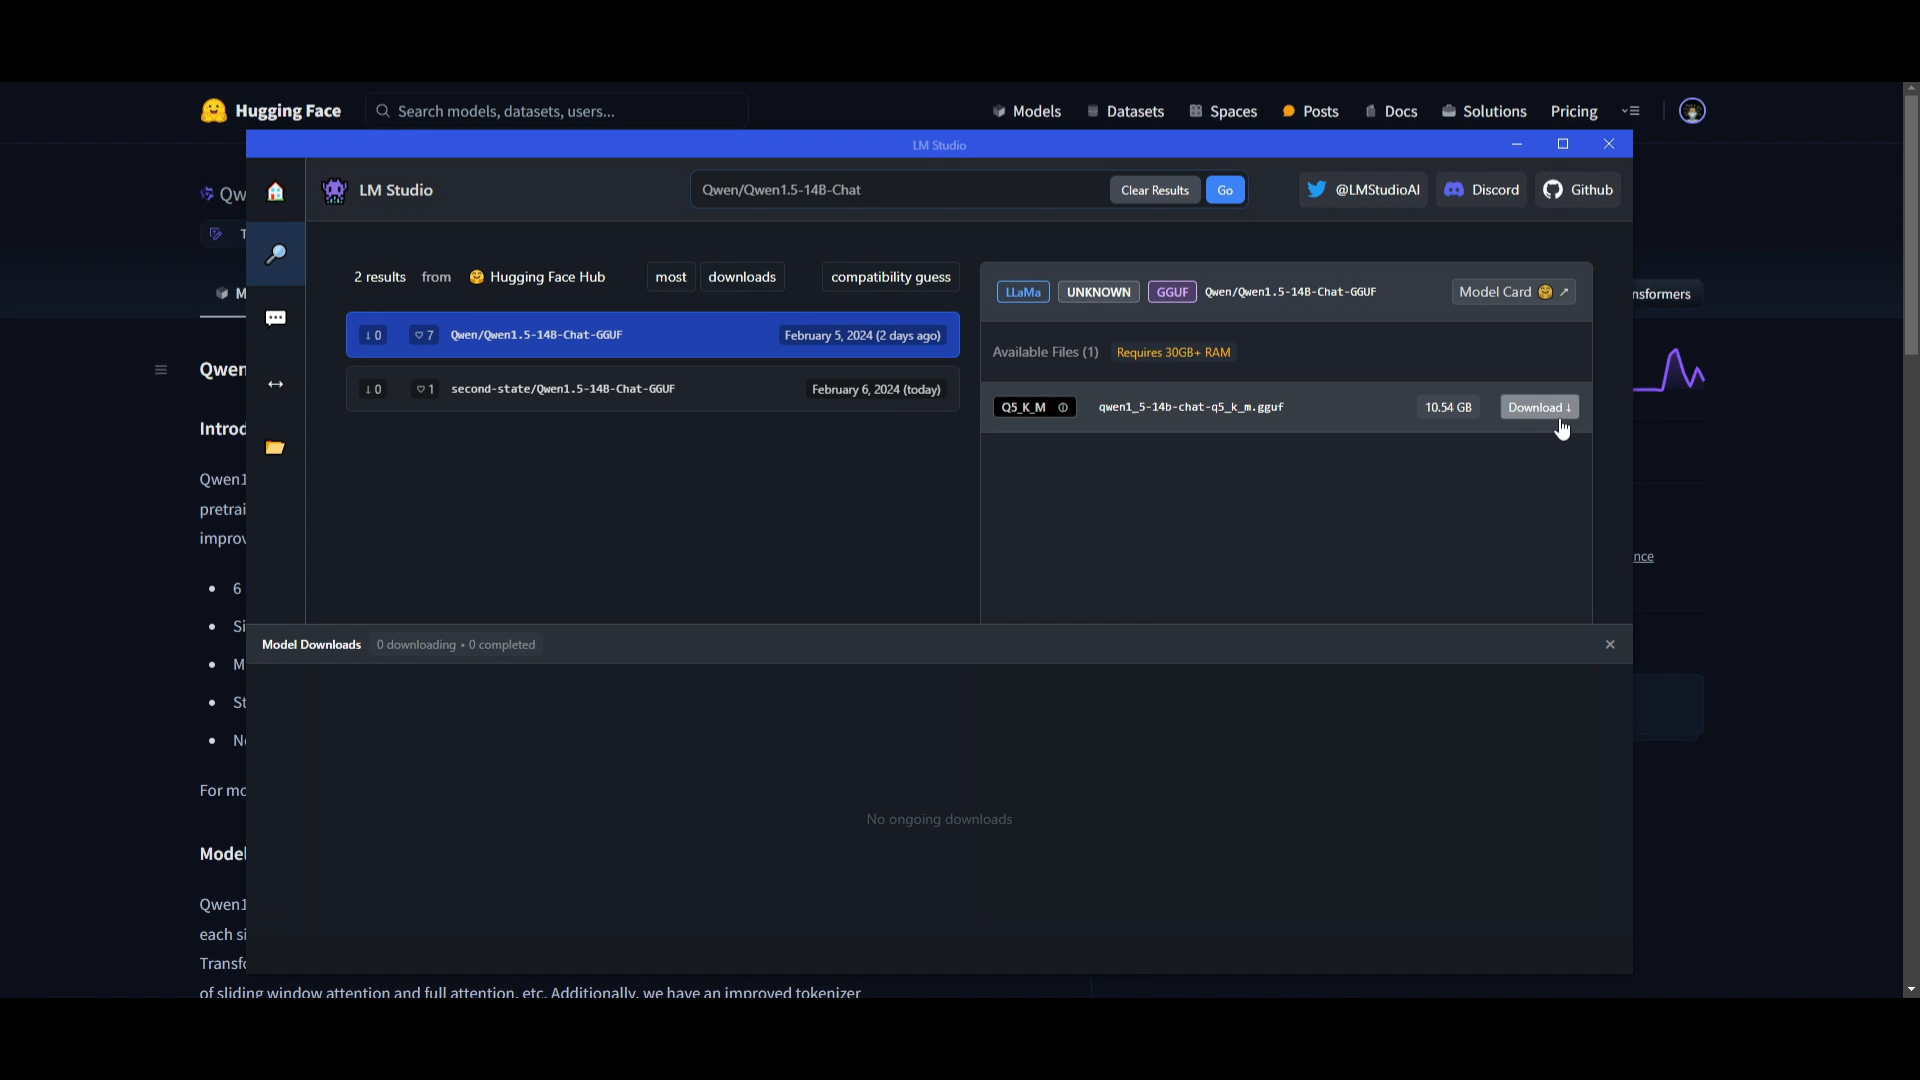 Hugging Face
Search models, datasets, users...
Models
Datasets
Spaces
Posts
Docs
Solutions
Pricing
LM Studio
LM Studio
Qwen/Qwen1.5-14B-Chat
Clear Results
Go
@LMStudioAI
Discord
Github
Qw
T
M
2 results from Hugging Face Hub
most
downloads
compatibility guess
↓ 0 ♡ 7 Qwen/Qwen1.5-14B-Chat-GGUF February 5, 2024 (2 days ago)
↓ 0 ♡ 1 second-state/Qwen1.5-14B-Chat-GGUF February 6, 2024 (today)
LLaMa
UNKNOWN
GGUF
Qwen/Qwen1.5-14B-Chat-GGUF
Model Card ↗
nsformers
Available Files (1) Requires 30GB+ RAM
Q5_K_M
qwen1_5-14b-chat-q5_k_m.gguf
10.54 GB
Download ↓
Qwen
Introd
Qwen1
pretrai
improv
• 6
• Si
• M
• St
• N
nce
Model Downloads 0 downloading • 0 completed
No ongoing downloads
For mo
Model
Qwen1
each si
Transfo
of sliding window attention and full attention, etc. Additionally, we have an improved tokenizer